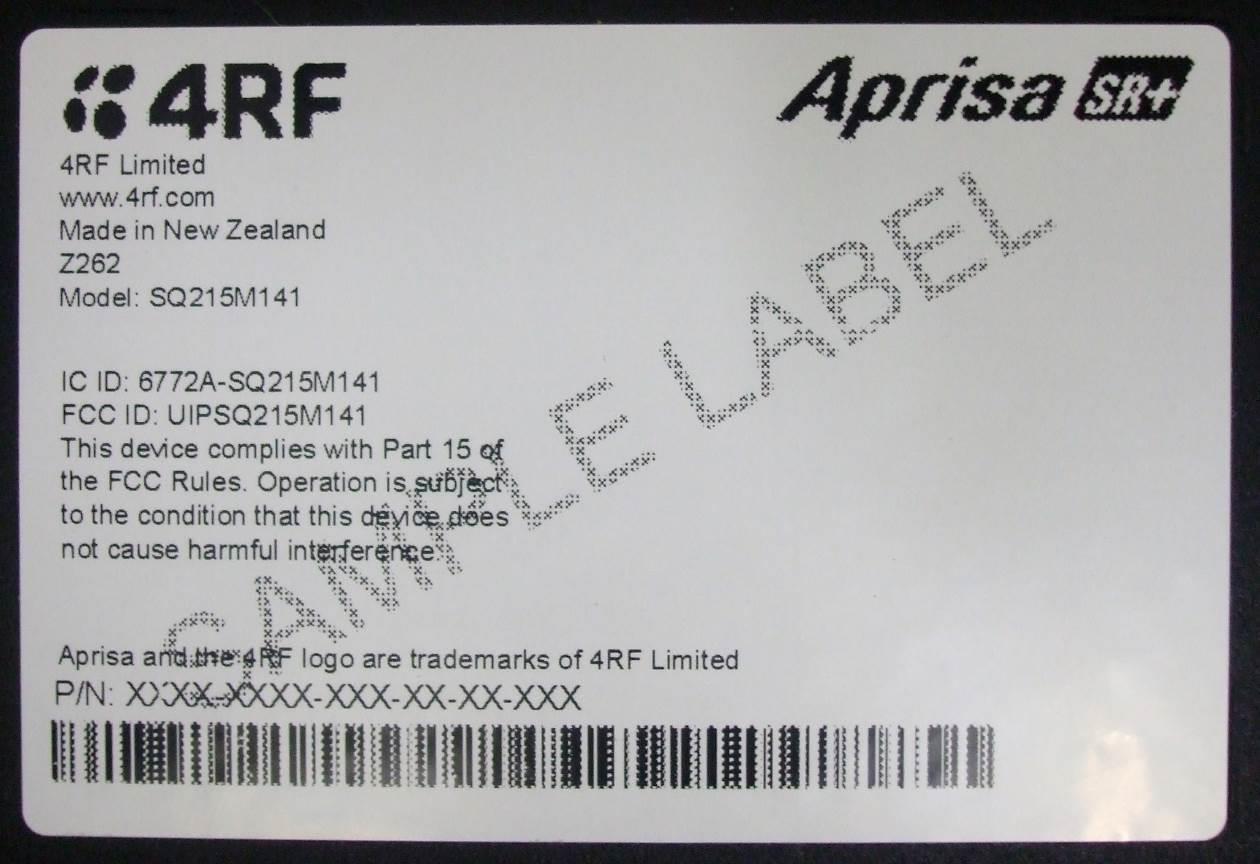 4RF
Aprisa SR+
4RF Limited
www.4rf.com
Made in New Zealand
Z262
Model: SQ215M141
IC ID: 6772A-SQ215M141
FCC ID: UIPSQ215M141
This device complies with Part 15 of
the FCC Rules. Operation is subject
to the condition that this device does
not cause harmful interference.
SAMPLE LABEL
Aprisa and the 4RF logo are trademarks of 4RF Limited
P/N: XXXX-XXXX-XXX-XX-XX-XXX